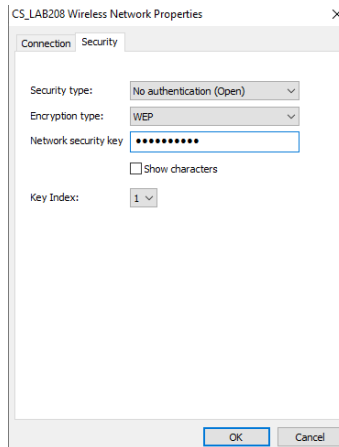 CS_LAB208 Wireless Network Properties
Connection Security
Security type: No authentication (Open)
Encryption type: WEP
Network security key ••••••••••
Show characters
Key Index: 1
OK Cancel